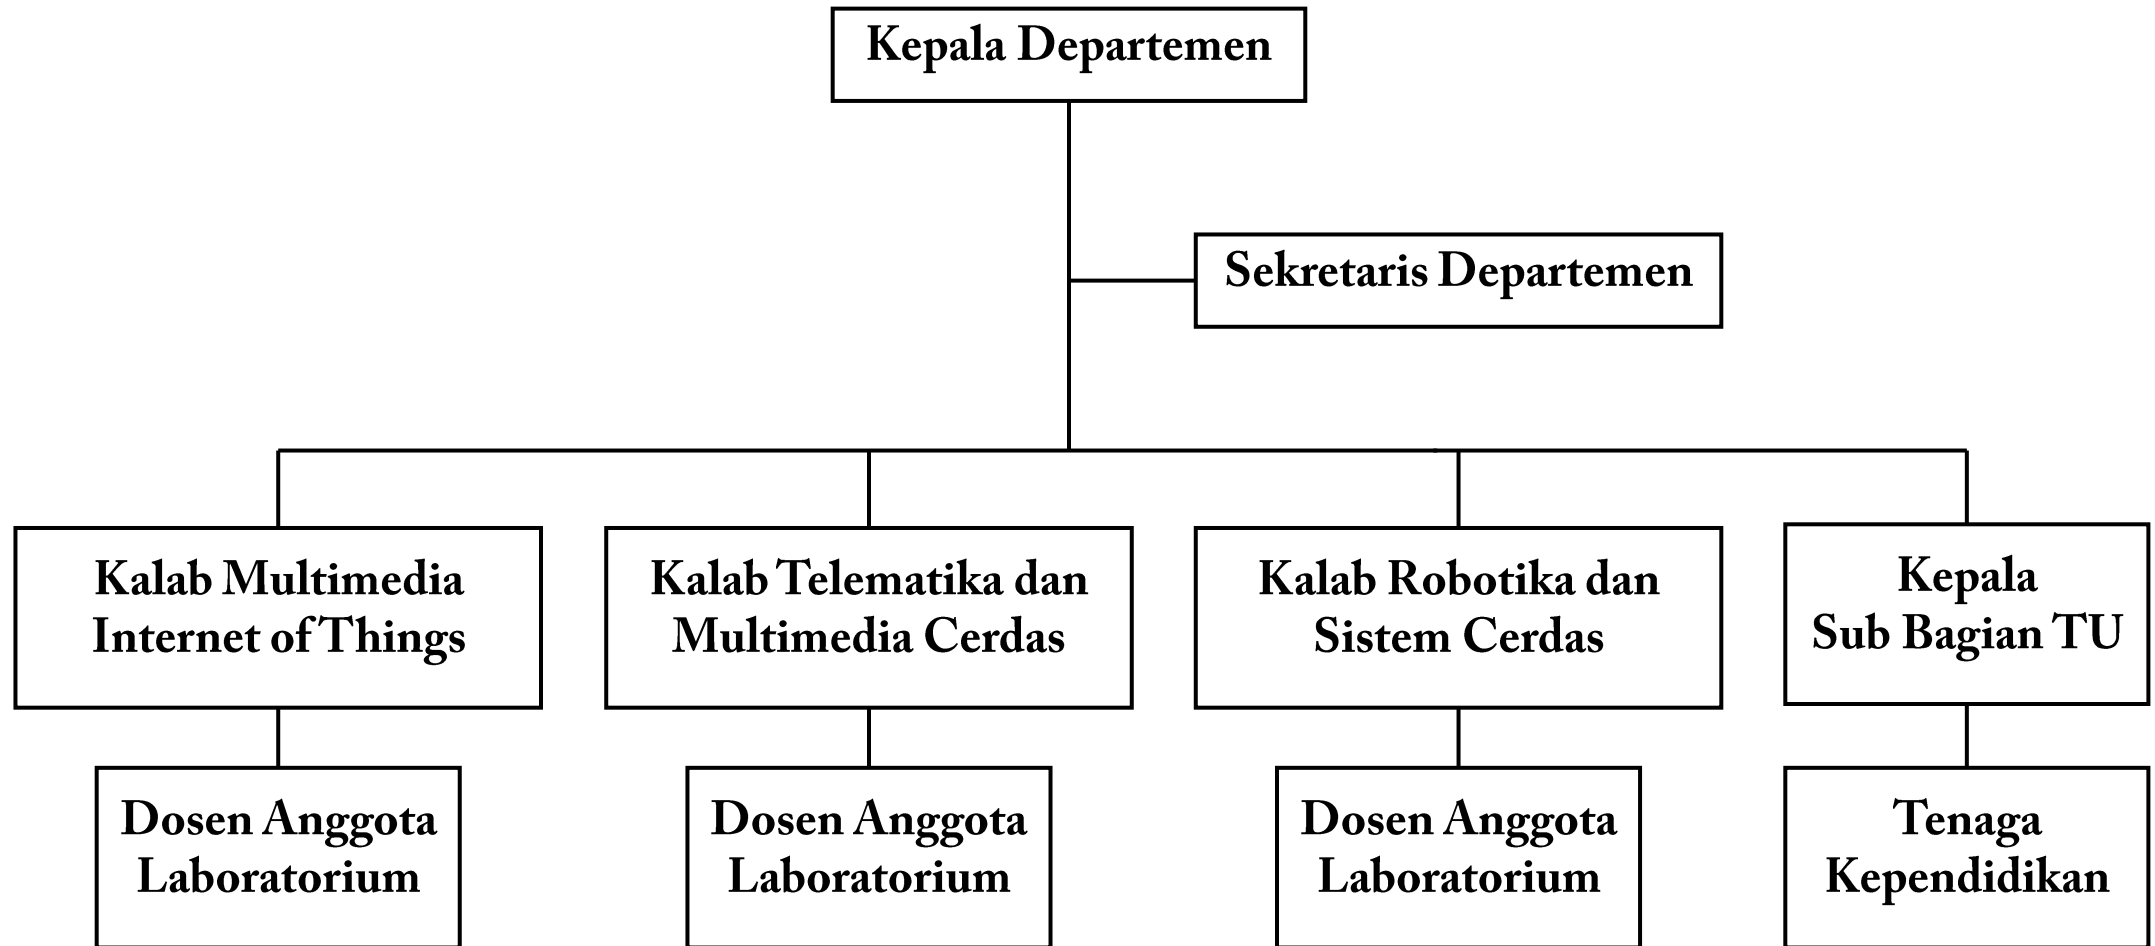 Kepala Departemen
Sekretaris Departemen
Kalab Multimedia
Internet of Things
Kalab Telematika dan
Multimedia Cerdas
Kalab Robotika dan
Sistem Cerdas
Kepala
Sub Bagian TU
Dosen Anggota
Laboratorium
Dosen Anggota
Laboratorium
Dosen Anggota
Laboratorium
Tenaga
Kependidikan